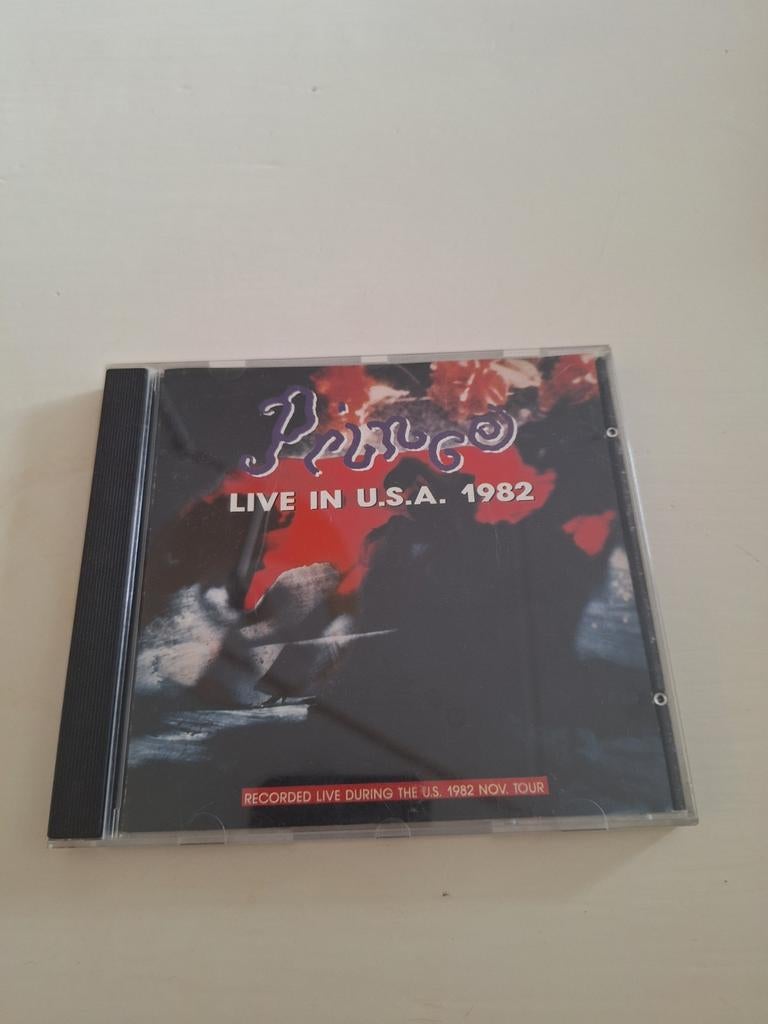 Prince
LIVE IN U.S.A. 1982
RECORDED LIVE DURING THE U.S. 1982 NOV. TOUR